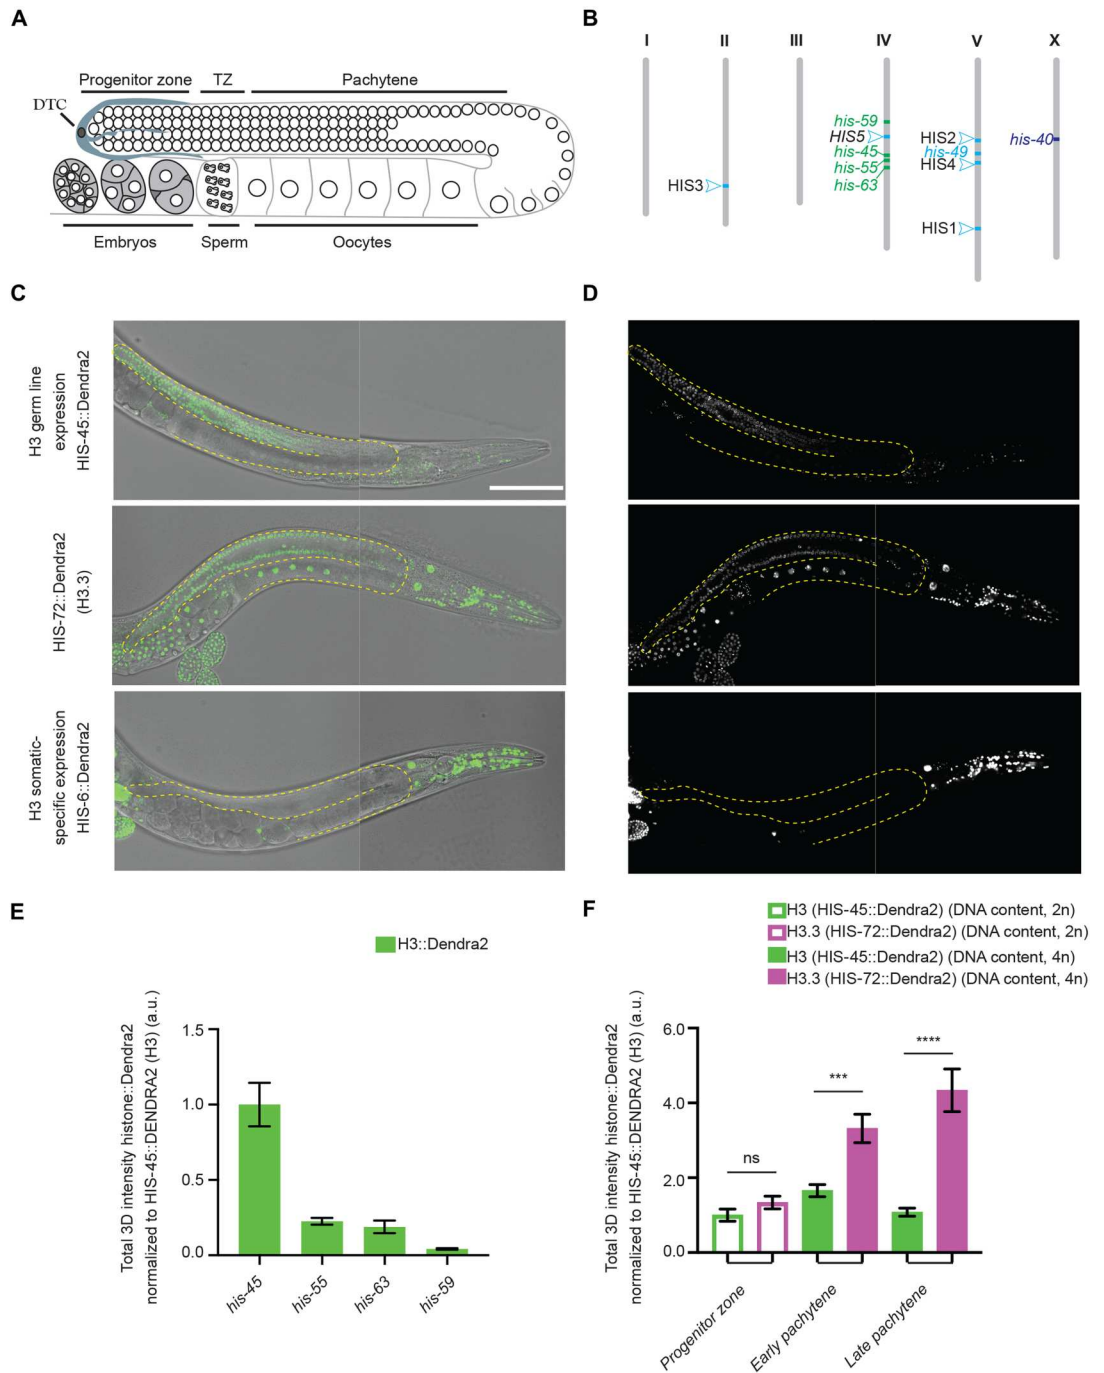 A
Progenitor zone TZ Pachytene
DTC
Embryos Sperm Oocytes
B
I II III IV V X
his-59
HIS5
his-45
his-55
his-63
HIS2
his-49
HIS4
his-40
HIS3
HIS1
C
D
H3 germ line
expression
HIS-45::Dendra2
HIS-72::Dendra2
(H3.3)
H3 somatic-
specific expression
HIS-6::Dendra2
E
H3::Dendra2
Total 3D intensity histone::Dendra2
normalized to HIS-45::DENDRA2 (H3) (a.u.)
1.5
1.0
0.5
0.0
his-45
his-55
his-63
his-59
F
H3 (HIS-45::Dendra2) (DNA content, 2n)
H3.3 (HIS-72::Dendra2) (DNA content, 2n)
H3 (HIS-45::Dendra2) (DNA content, 4n)
H3.3 (HIS-72::Dendra2) (DNA content, 4n)
Total 3D intensity histone::Dendra2
normalized to HIS-45::DENDRA2 (H3) (a.u.)
6.0
4.0
2.0
0.0
ns
***
****
Progenitor zone
Early pachytene
Late pachytene